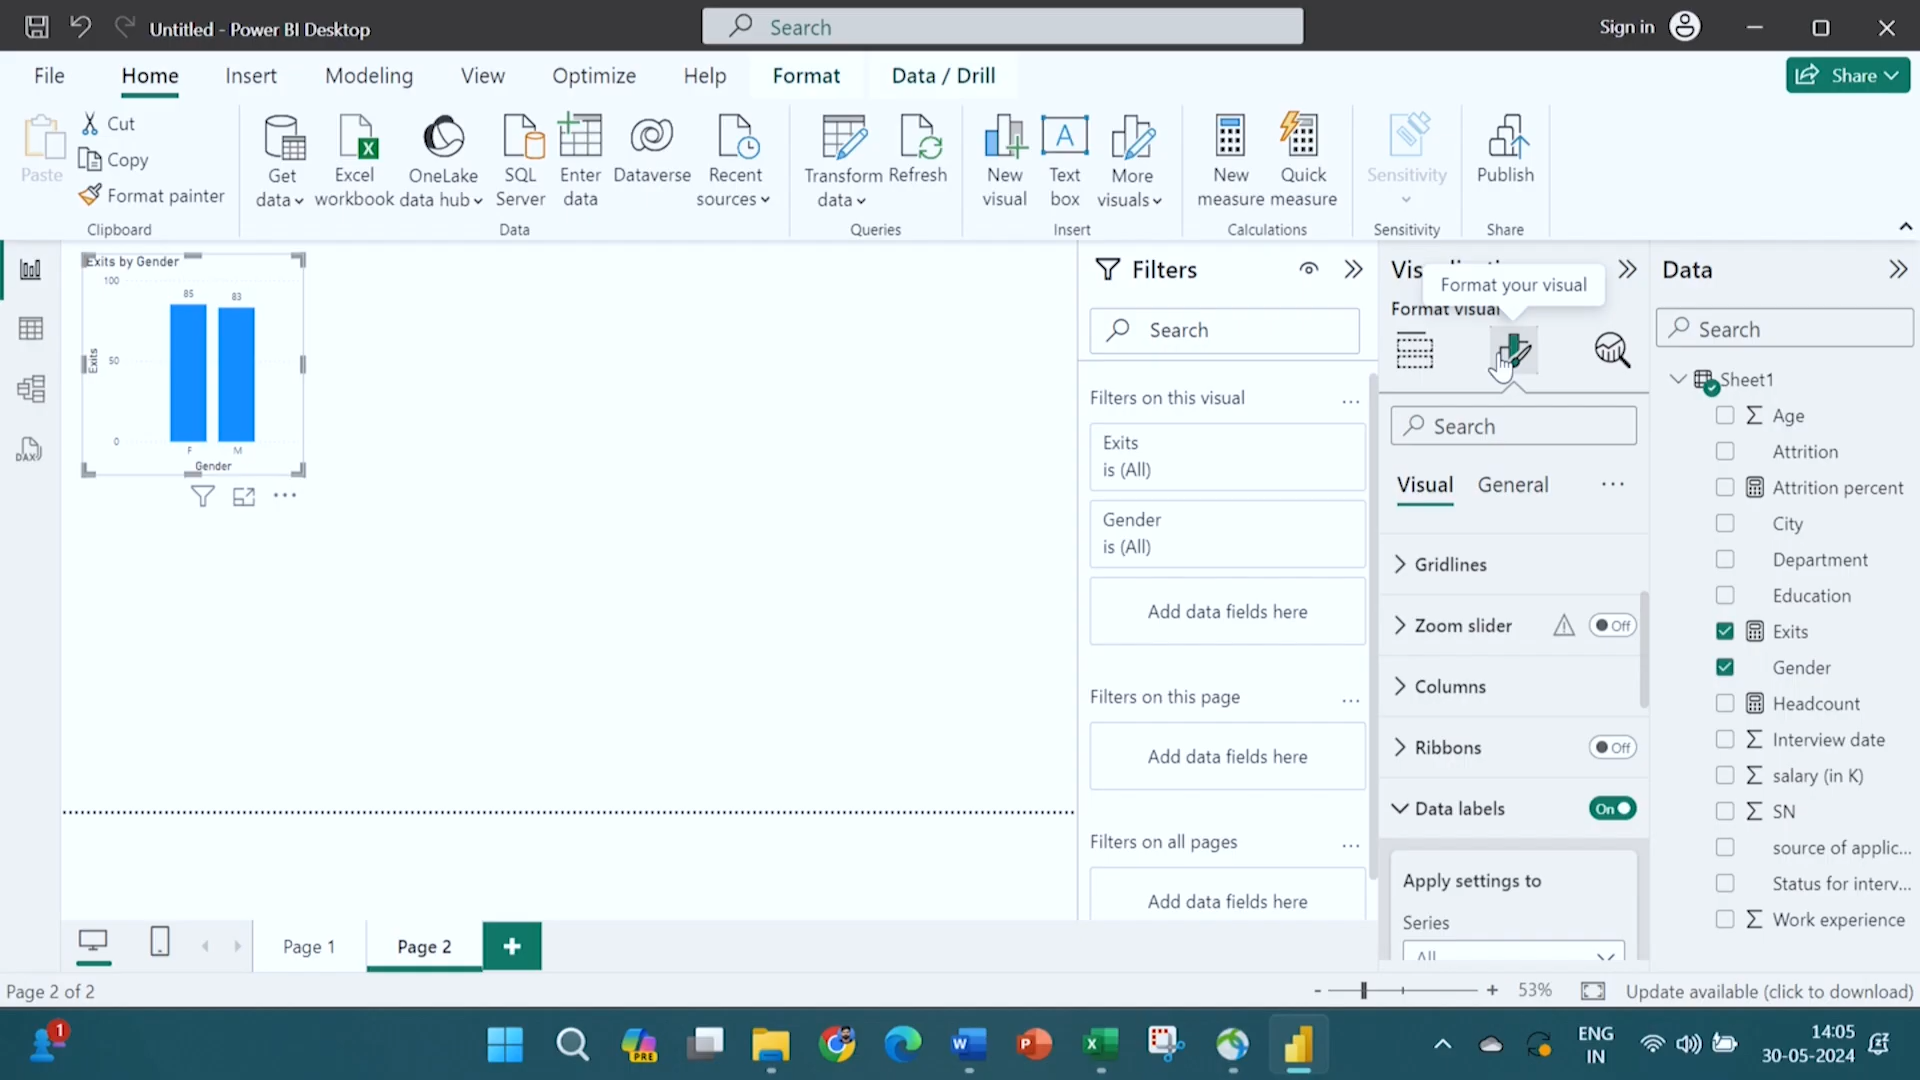 Untitled - Power BI Desktop
Search
Sign in
File
Home
Insert
Modeling
View
Optimize
Help
Format
Data / Drill
Share
Paste
Cut
Copy
Format painter
Clipboard
Get data
Excel workbook
OneLake data hub
SQL Server
Enter data
Dataverse
Recent sources
Data
Transform data
Refresh
Queries
New visual
Text box
More visuals
Insert
New measure
Quick measure
Calculations
Sensitivity
Sensitivity
Publish
Share
Exits by Gender
100
85
83
50
Exits
0
F
M
Gender
DAX
Filters
Search
Filters on this visual
Exits
is (All)
Gender
is (All)
Add data fields here
Filters on this page
Add data fields here
Filters on all pages
Add data fields here
Format your visual
Format visual
Search
Visual
General
Gridlines
Zoom slider
Off
Columns
Ribbons
Off
Data labels
On
Apply settings to
Series
All
Data
Search
Sheet1
Age
Attrition
Attrition percent
City
Department
Education
Exits
Gender
Headcount
Interview date
salary (in K)
SN
source of applic...
Status for interv...
Work experience
Page 1
Page 2
Page 2 of 2
- + 53%
Update available (click to download)
1
PRE
ENG
IN
14:05
30-05-2024